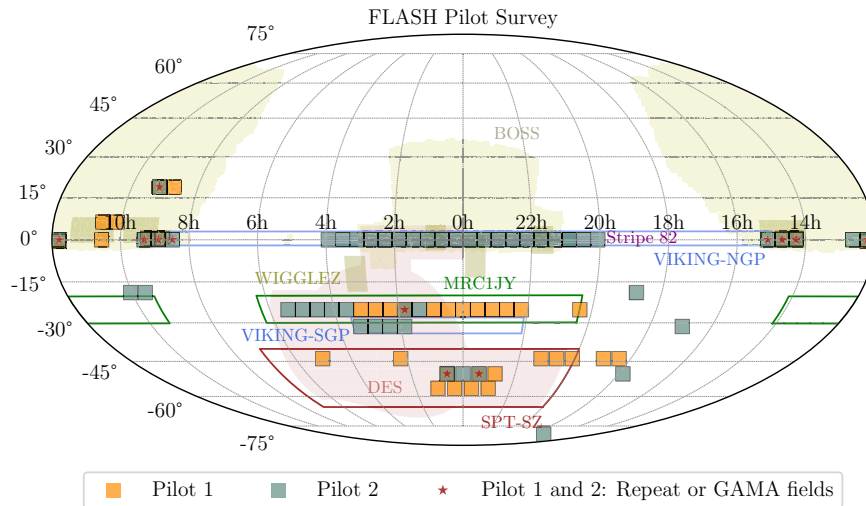 FLASH Pilot Survey
75°
60°
45°
BOSS
30°
15°
10h 8h 6h 4h 2h 0h 22h 20h 16h 14h
0°
Stripe 82
VIKING-NGP
-15°
WIGGLEZ
MRC1JY
-30°
VIKING-SGP
-45°
DES
-60°
SPT-SZ
-75°
Pilot 1
Pilot 2
Pilot 1 and 2: Repeat or GAMA fields